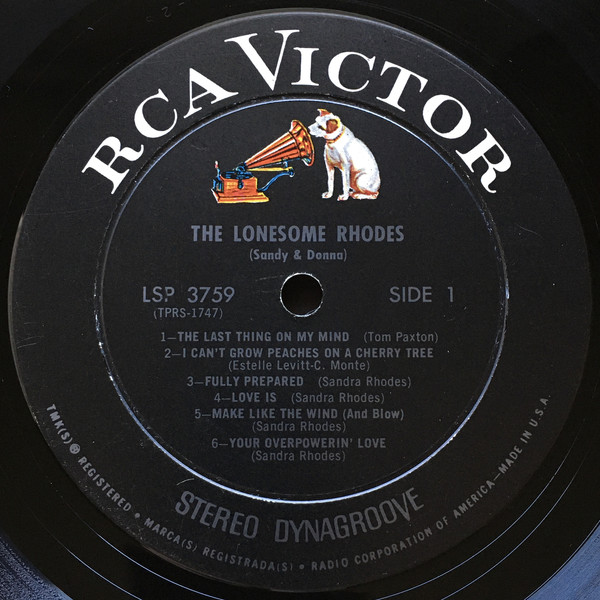 RCA VICTOR
THE LONESOME RHODES
(Sandy & Donna)
LSP 3759
(TPRS-1747)
SIDE 1
1—THE LAST THING ON MY MIND (Tom Paxton)
2—I CAN'T GROW PEACHES ON A CHERRY TREE
(Estelle Levitt-C. Monte)
3—FULLY PREPARED (Sandra Rhodes)
4—LOVE IS (Sandra Rhodes)
5—MAKE LIKE THE WIND (And Blow)
(Sandra Rhodes)
6—YOUR OVERPOWERIN' LOVE
(Sandra Rhodes)
STEREO DYNAGROOVE
TMK(S) ® REGISTERED • MARCA(S) REGISTRADA(S) • RADIO CORPORATION OF AMERICA—MADE IN U.S.A.